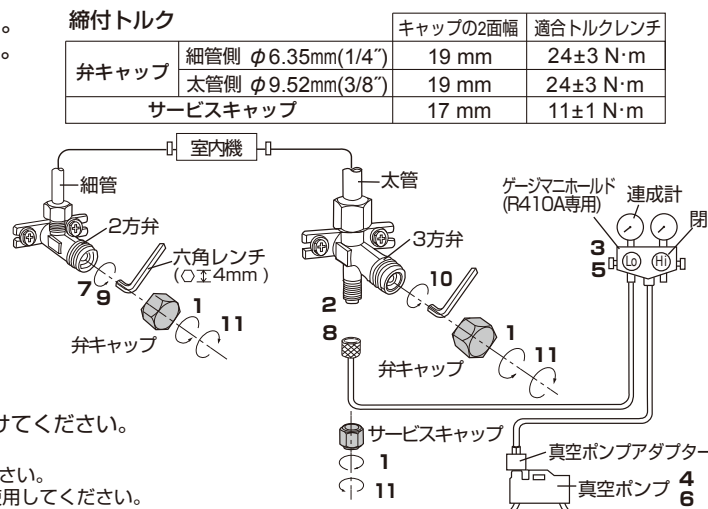 。
。
締付トルク
キャップの2面幅 適合トルクレンチ
弁キャップ 細管側 φ6.35mm(1/4˝) 19 mm 24±3 N·m
太管側 φ9.52mm(3/8˝) 19 mm 24±3 N·m
サービスキャップ 17 mm 11±1 N·m
室内機
細管
太管
ゲージマニホールド
(R410A専用)
連成計
閉
2方弁
3方弁
六角レンチ
(4mm)
3
5
Lo
Hi
7
9
10
2
8
1
11
1
11
弁キャップ
弁キャップ
けてください。
サービスキャップ
1
11
さい。
使用してください。
真空ポンプアダプター
真空ポンプ
4
6